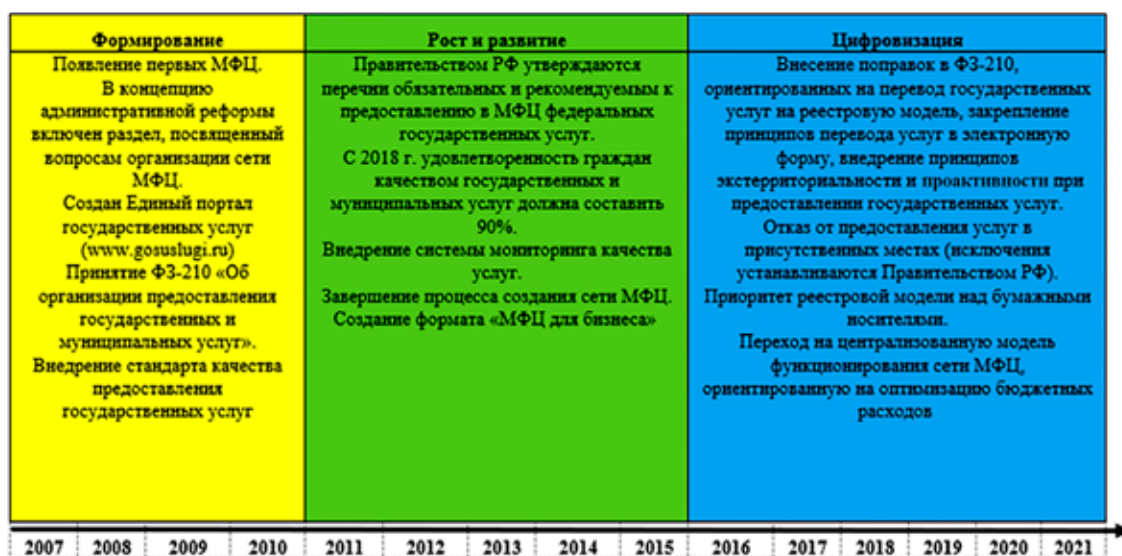 Формирование
Появление первых МФЦ.
В концепцию
административной реформы
включен раздел, посвященный
вопросам организации сети
МФЦ.
Создан Единый портал
государственных услуг
(www.gosuslugi.ru)
Принятие ФЗ-210 «Об
организации предоставления
государственных и
муниципальных услуг».
Внедрение стандарта качества
предоставления
государственных услуг
Рост и развитие
Правительством РФ утверждаются
перечни обязательных и рекомендуемым к
предоставлению в МФЦ федеральных
государственных услуг.
С 2018 г. удовлетворенность граждан
качеством государственных и
муниципальных услуг должна составить
90%.
Внедрение системы мониторинга качества
услуг.
Завершение процесса создания сети МФЦ.
Создание формата «МФЦ для бизнеса»
Цифровизация
Внесение поправок в ФЗ-210,
ориентированных на перевод государственных
услуг на реестровую модель, закрепление
принципов перевода услуг в электронную
форму, внедрение принципов
экстерриториальности и проактивности при
предоставлении государственных услуг.
Отказ от предоставления услуг в
присутственных местах (исключения
устанавливаются Правительством РФ).
Приоритет реестровой модели над бумажными
носителями.
Переход на централизованную модель
функционирования сети МФЦ,
ориентированную на оптимизацию бюджетных
расходов
2007 2008 2009 2010 2011 2012 2013 2014 2015 2016 2017 2018 2019 2020 2021